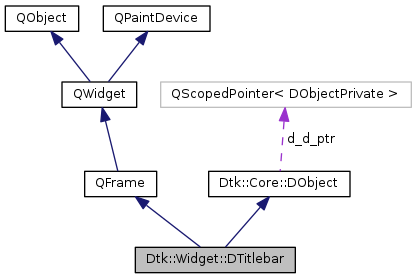 QObject
QPaintDevice
QWidget
QScopedPointer< DObjectPrivate >
d_d_ptr
QFrame
Dtk::Core::DObject
Dtk::Widget::DTitlebar